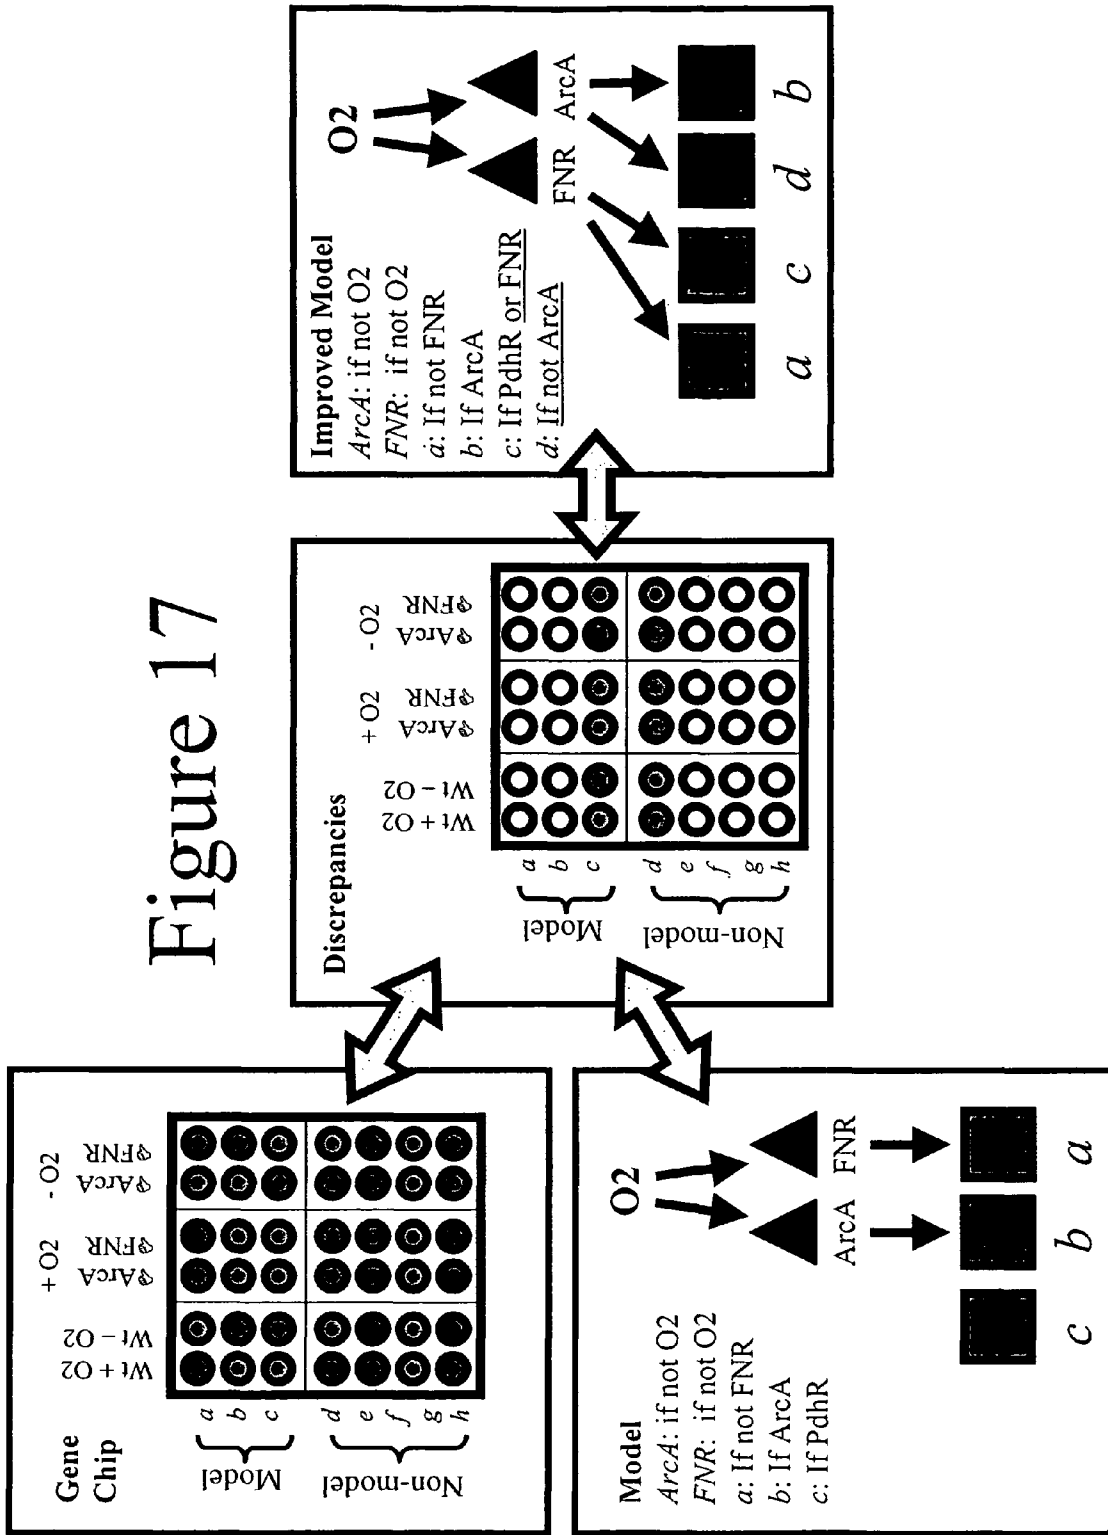 Figure 17
Gene
Chip
Wt + O2
Wt – O2
+ O2
ArcA
FNR
- O2
ArcA
FNR
a
b
c
d
e
f
g
h
Model
Non-model
Model
ArcA: if not O2
FNR: if not O2
a: If not FNR
b: If ArcA
c: If PdhR
O2
ArcA
FNR
c
b
a
Discrepancies
Wt + O2
Wt – O2
+ O2
ArcA
FNR
- O2
ArcA
FNR
a
b
c
d
e
f
g
h
Model
Non-model
Improved Model
ArcA: if not O2
FNR: if not O2
a: If not FNR
b: If ArcA
c: If PdhR or FNR
d: If not ArcA
O2
FNR
ArcA
a
c
d
b